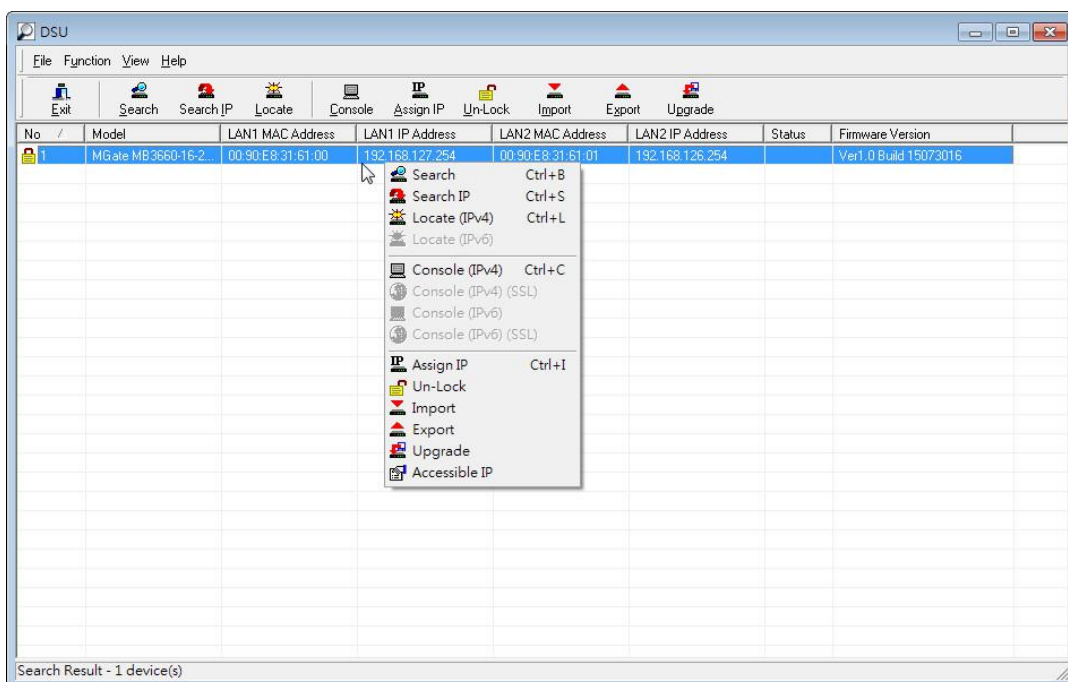 DSU
File Function View Help
Exit Search Search IP Locate Console Assign IP Un-Lock Import Export Upgrade
No / Model LAN1 MAC Address LAN1 IP Address LAN2 MAC Address LAN2 IP Address Status Firmware Version
1 MGate MB3660-16-2... 00:90:E8:31:61:00 192.168.127.254 00:90:E8:31:61:01 192.168.126.254 Ver1.0 Build 15073016
Search Ctrl+B
Search IP Ctrl+S
Locate (IPv4) Ctrl+L
Locate (IPv6)
Console (IPv4) Ctrl+C
Console (IPv4) (SSL)
Console (IPv6)
Console (IPv6) (SSL)
IP Assign IP Ctrl+I
Un-Lock
Import
Export
Upgrade
Accessible IP
Search Result - 1 device(s)